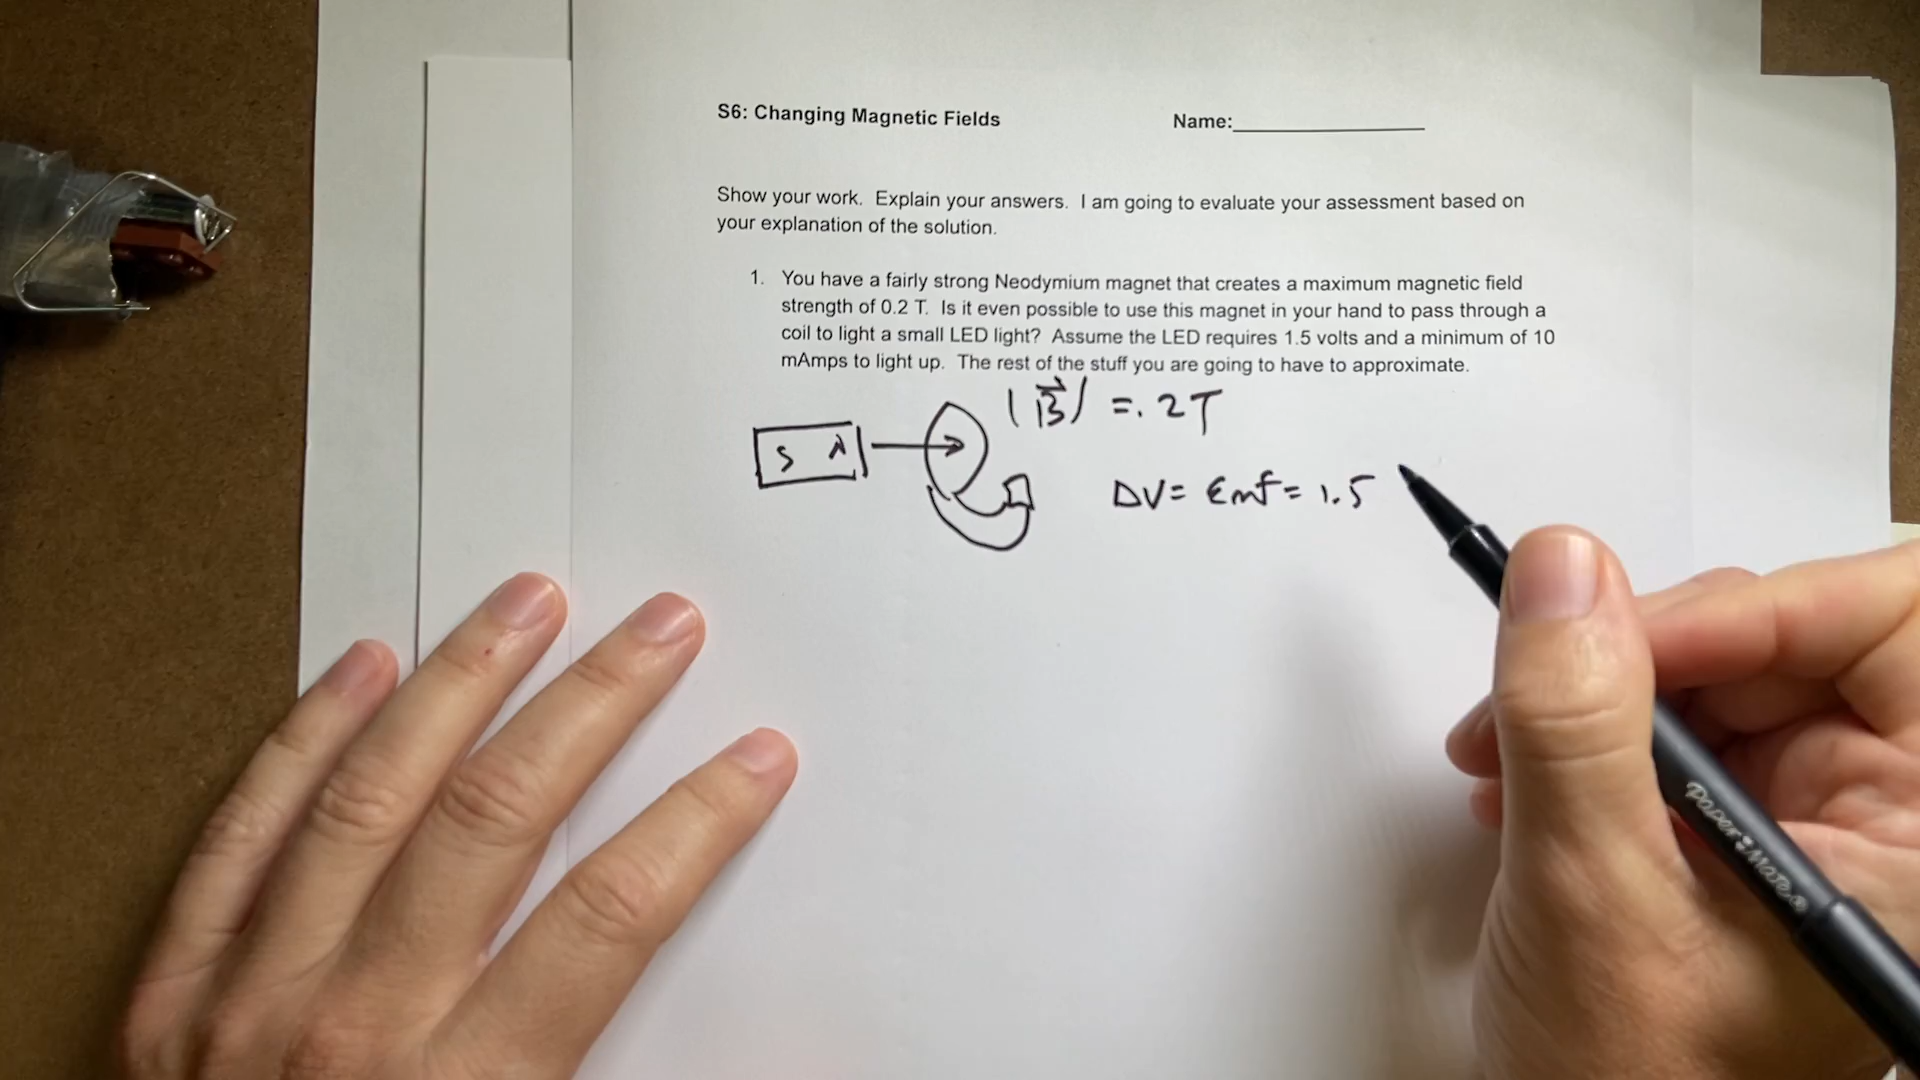 S6: Changing Magnetic Fields Name:______________
Show your work. Explain your answers. I am going to evaluate your assessment based on
your explanation of the solution.
1. You have a fairly strong Neodymium magnet that creates a maximum magnetic field
strength of 0.2 T. Is it even possible to use this magnet in your hand to pass through a
coil to light a small LED light? Assume the LED requires 1.5 volts and a minimum of 10
mAmps to light up. The rest of the stuff you are going to have to approximate.
|B⃗| = .2T
S N
ΔV = Emf = 1.5
Paper Mate®